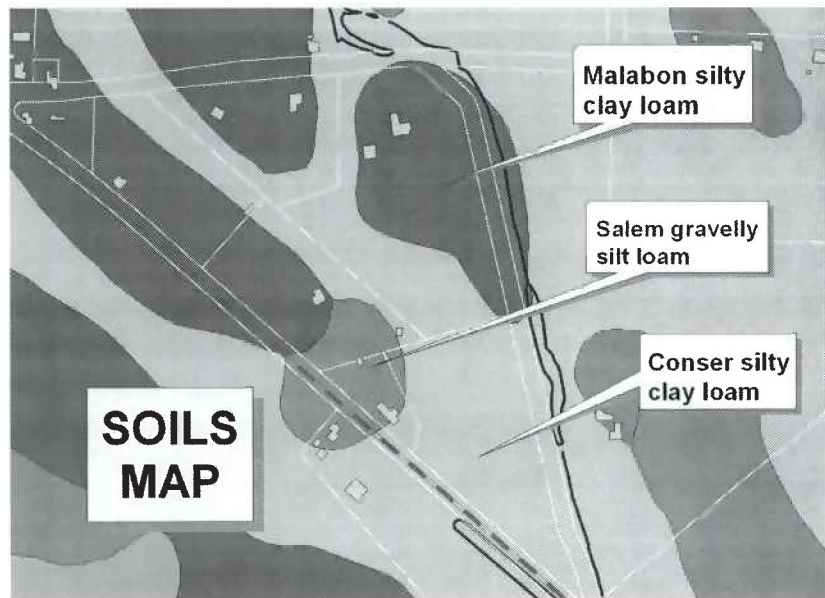 Malabon silty
clay loam
Salem gravelly
silt loam
Conser silty
clay loam
SOILS
MAP